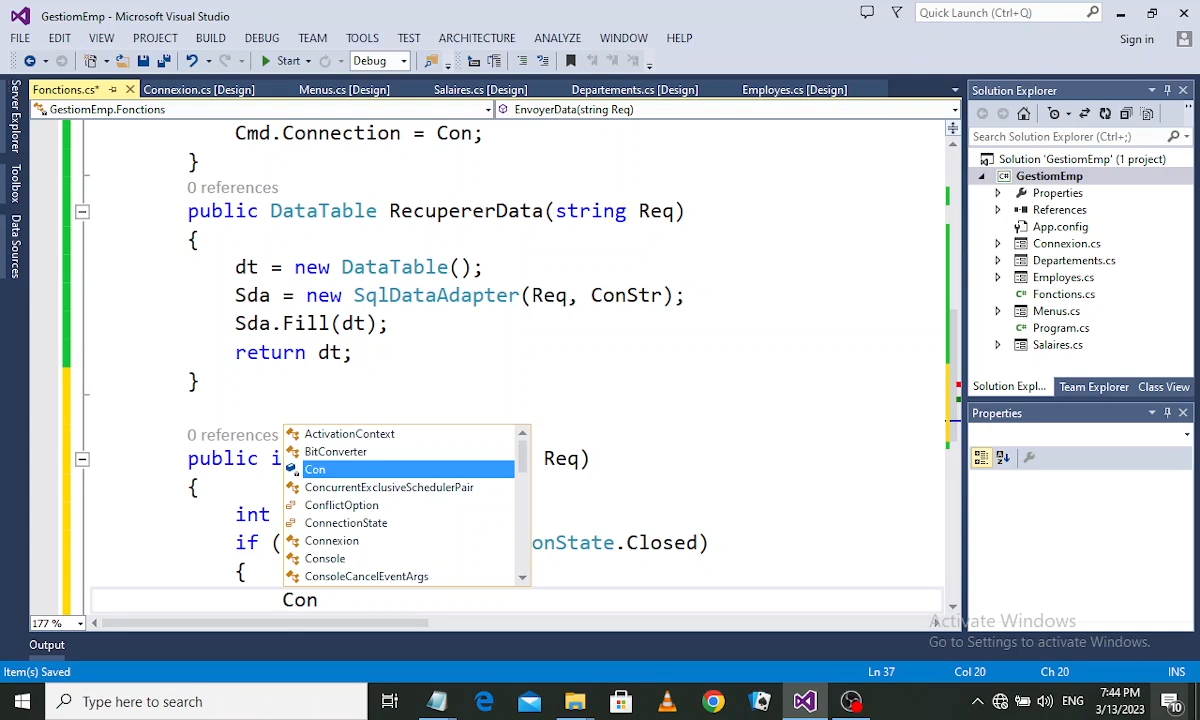 GestiomEmp - Microsoft Visual Studio
Quick Launch (Ctrl+Q)
FILE EDIT VIEW PROJECT BUILD DEBUG TEAM TOOLS TEST ARCHITECTURE ANALYZE WINDOW HELP
Sign in
Start Debug
Fonctions.cs* Connexion.cs [Design] Menus.cs [Design] Salaires.cs [Design] Departements.cs [Design] Employes.cs [Design]
GestiomEmp.Fonctions EnvoyerData(string Req)
Server Explorer
Toolbox
Data Sources
Cmd.Connection = Con;
}
0 references
public DataTable RecupererData(string Req)
{
dt = new DataTable();
Sda = new SqlDataAdapter(Req, ConStr);
Sda.Fill(dt);
return dt;
}
0 references
public i Req)
{
int
if ( onState.Closed)
{
Con
ActivationContext
BitConverter
Con
ConcurrentExclusiveSchedulerPair
ConflictOption
ConnectionState
Connexion
Console
ConsoleCancelEventArgs
177 %
Output
Solution Explorer
Search Solution Explorer (Ctrl+;)
Solution 'GestiomEmp' (1 project)
GestiomEmp
Properties
References
App.config
Connexion.cs
Departements.cs
Employes.cs
Fonctions.cs
Menus.cs
Program.cs
Salaires.cs
Solution Expl... Team Explorer Class View
Properties
Activate Windows
Go to Settings to activate Windows.
Item(s) Saved Ln 37 Col 20 Ch 20 INS
Type here to search
ENG
7:44 PM
3/13/2023
10